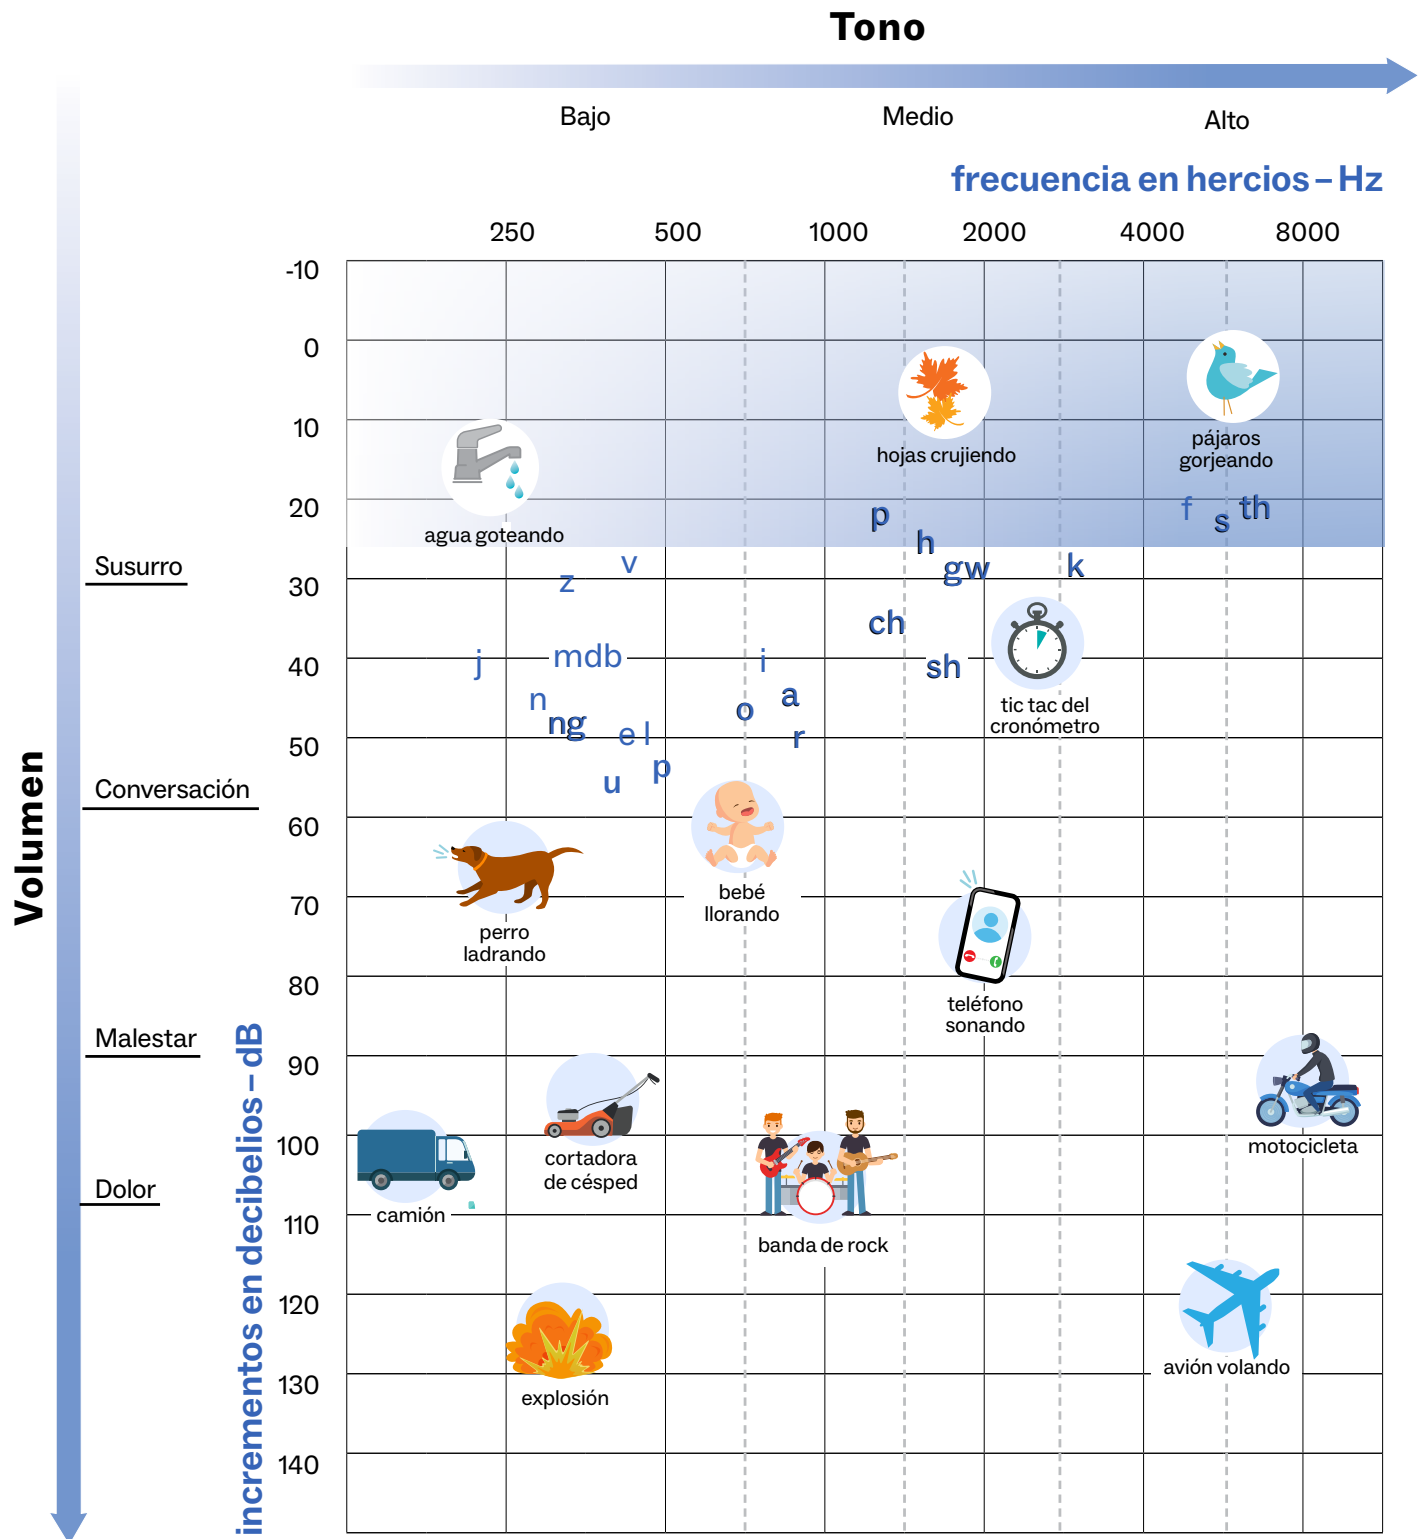 Tono
Bajo Medio Alto
frecuencia en hercios – Hz
250 500 1000 2000 4000 8000
-10
0
10
20
30
40
50
60
70
80
90
100
110
120
130
140
Volumen
incrementos en decibelios – dB
Susurro
Conversación
Malestar
Dolor
hojas crujiendo
pájaros
gorjeando
agua goteando
p
f s th
h
v
z
gw
k
ch
j
mdb
i
sh
n
ng
a
o
e l
r
p
u
tic tac del
cronómetro
bebé
llorando
perro
ladrando
teléfono
sonando
motocicleta
cortadora
de césped
camión
banda de rock
avión volando
explosión